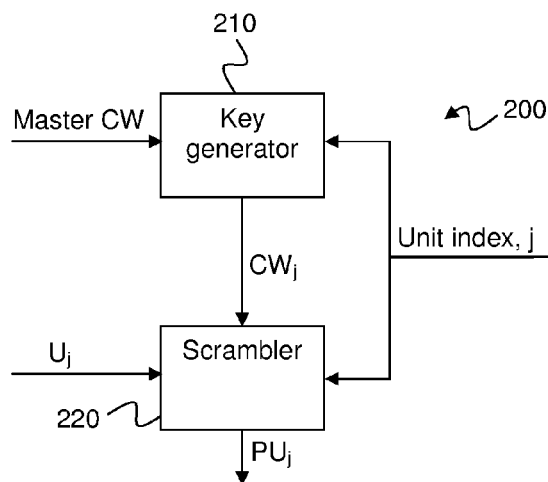 210
Master CW
Key
generator
200
Unit index, j
CWj
Uj
Scrambler
220
PUj